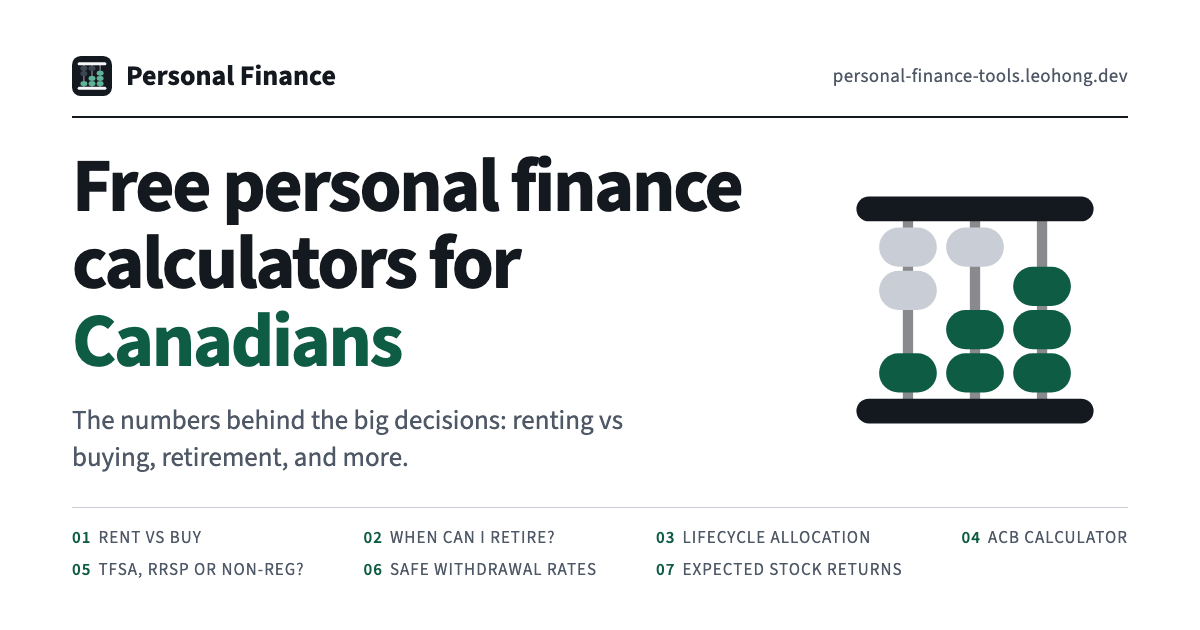 Personal Finance
personal-finance-tools.leohong.dev
Free personal finance
calculators for
Canadians
The numbers behind the big decisions: renting vs
buying, retirement, and more.
01 RENT VS BUY
02 WHEN CAN I RETIRE?
03 LIFECYCLE ALLOCATION
04 ACB CALCULATOR
05 TFSA, RRSP OR NON-REG?
06 SAFE WITHDRAWAL RATES
07 EXPECTED STOCK RETURNS